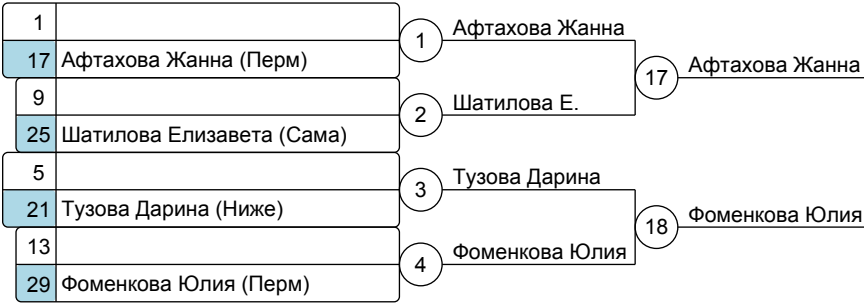 1
17 Афтахова Жанна (Перм)
9
25 Шатилова Елизавета (Сама)
5
21 Тузова Дарина (Ниже)
13
29 Фоменкова Юлия (Перм)
1 Афтахова Жанна
2 Шатилова Е.
3 Тузова Дарина
4 Фоменкова Юлия
17 Афтахова Жанна
18 Фоменкова Юлия